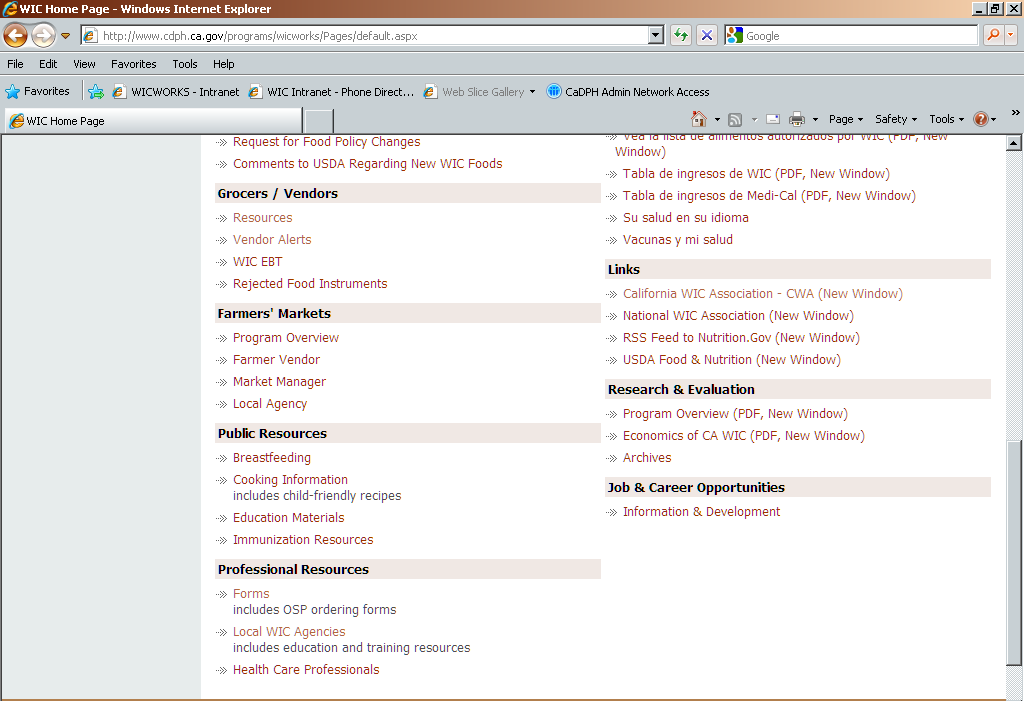 WIC Home Page - Windows Internet Explorer
http://www.cdph.ca.gov/programs/wicworks/Pages/default.aspx
Google
File Edit View Favorites Tools Help
Favorites WICWORKS - Intranet WIC Intranet - Phone Direct... Web Slice Gallery CaDPH Admin Network Access
WIC Home Page
Page Safety Tools
Request for Food Policy Changes
Comments to USDA Regarding New WIC Foods
Grocers / Vendors
Resources
Vendor Alerts
WIC EBT
Rejected Food Instruments
Farmers' Markets
Program Overview
Farmer Vendor
Market Manager
Local Agency
Public Resources
Breastfeeding
Cooking Information
includes child-friendly recipes
Education Materials
Immunization Resources
Professional Resources
Forms
includes OSP ordering forms
Local WIC Agencies
includes education and training resources
Health Care Professionals
Vea la lista de alimentos autorizados por WIC (PDF, New
Window)
Tabla de ingresos de WIC (PDF, New Window)
Tabla de ingresos de Medi-Cal (PDF, New Window)
Su salud en su idioma
Vacunas y mi salud
Links
California WIC Association - CWA (New Window)
National WIC Association (New Window)
RSS Feed to Nutrition.Gov (New Window)
USDA Food & Nutrition (New Window)
Research & Evaluation
Program Overview (PDF, New Window)
Economics of CA WIC (PDF, New Window)
Archives
Job & Career Opportunities
Information & Development